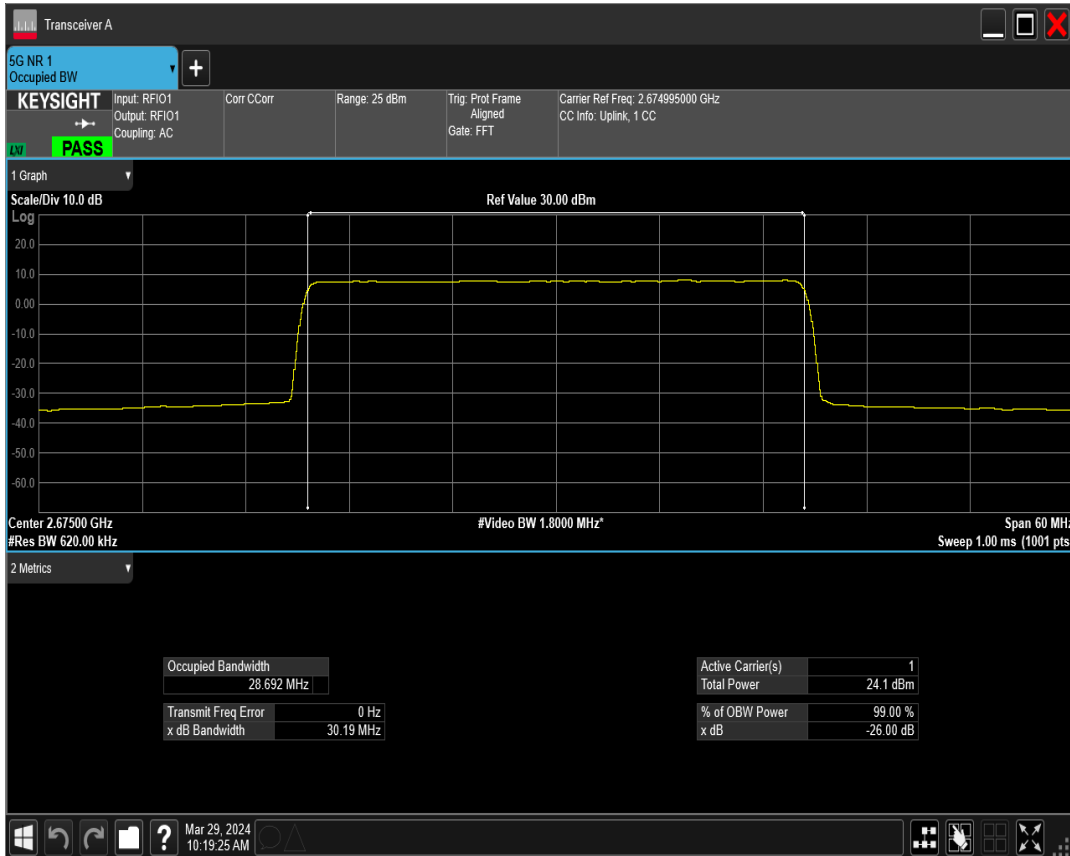 Transceiver A
5G NR 1
Occupied BW
+
KEYSIGHT
LXI PASS
Input: RFIO1
Output: RFIO1
Coupling: AC
Corr CCorr
Range: 25 dBm
Trig: Prot Frame
Aligned
Gate: FFT
Carrier Ref Freq: 2.674995000 GHz
CC Info: Uplink, 1 CC
1 Graph
Scale/Div 10.0 dB
Ref Value 30.00 dBm
Log
20.0
10.0
0.00
-10.0
-20.0
-30.0
-40.0
-50.0
-60.0
Center 2.67500 GHz
#Video BW 1.8000 MHz*
Span 60 MHz
#Res BW 620.00 kHz
Sweep 1.00 ms (1001 pts
2 Metrics
Occupied Bandwidth
28.692 MHz
Transmit Freq Error 0 Hz
x dB Bandwidth 30.19 MHz
Active Carrier(s) 1
Total Power 24.1 dBm
% of OBW Power 99.00 %
x dB -26.00 dB
?
Mar 29, 2024
10:19:25 AM